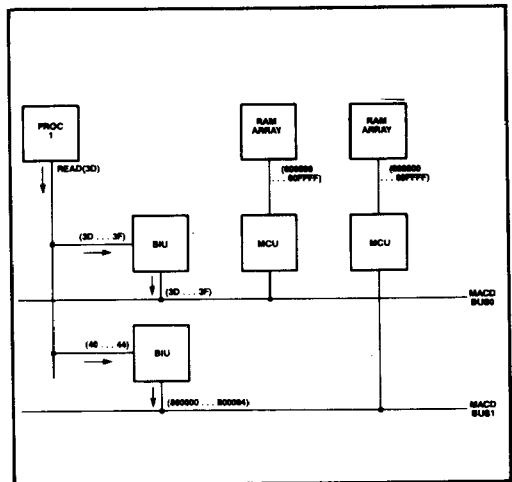 PROC
1
RAM
ARRAY
RAM
ARRAY
READ(3D)
... 60FFFF)
(3D ... 3F)
BIU
MCU
MCU
(3D ... 3F)
MACD
BUS0
(40 ... 44)
BIU
MACD
BUS1